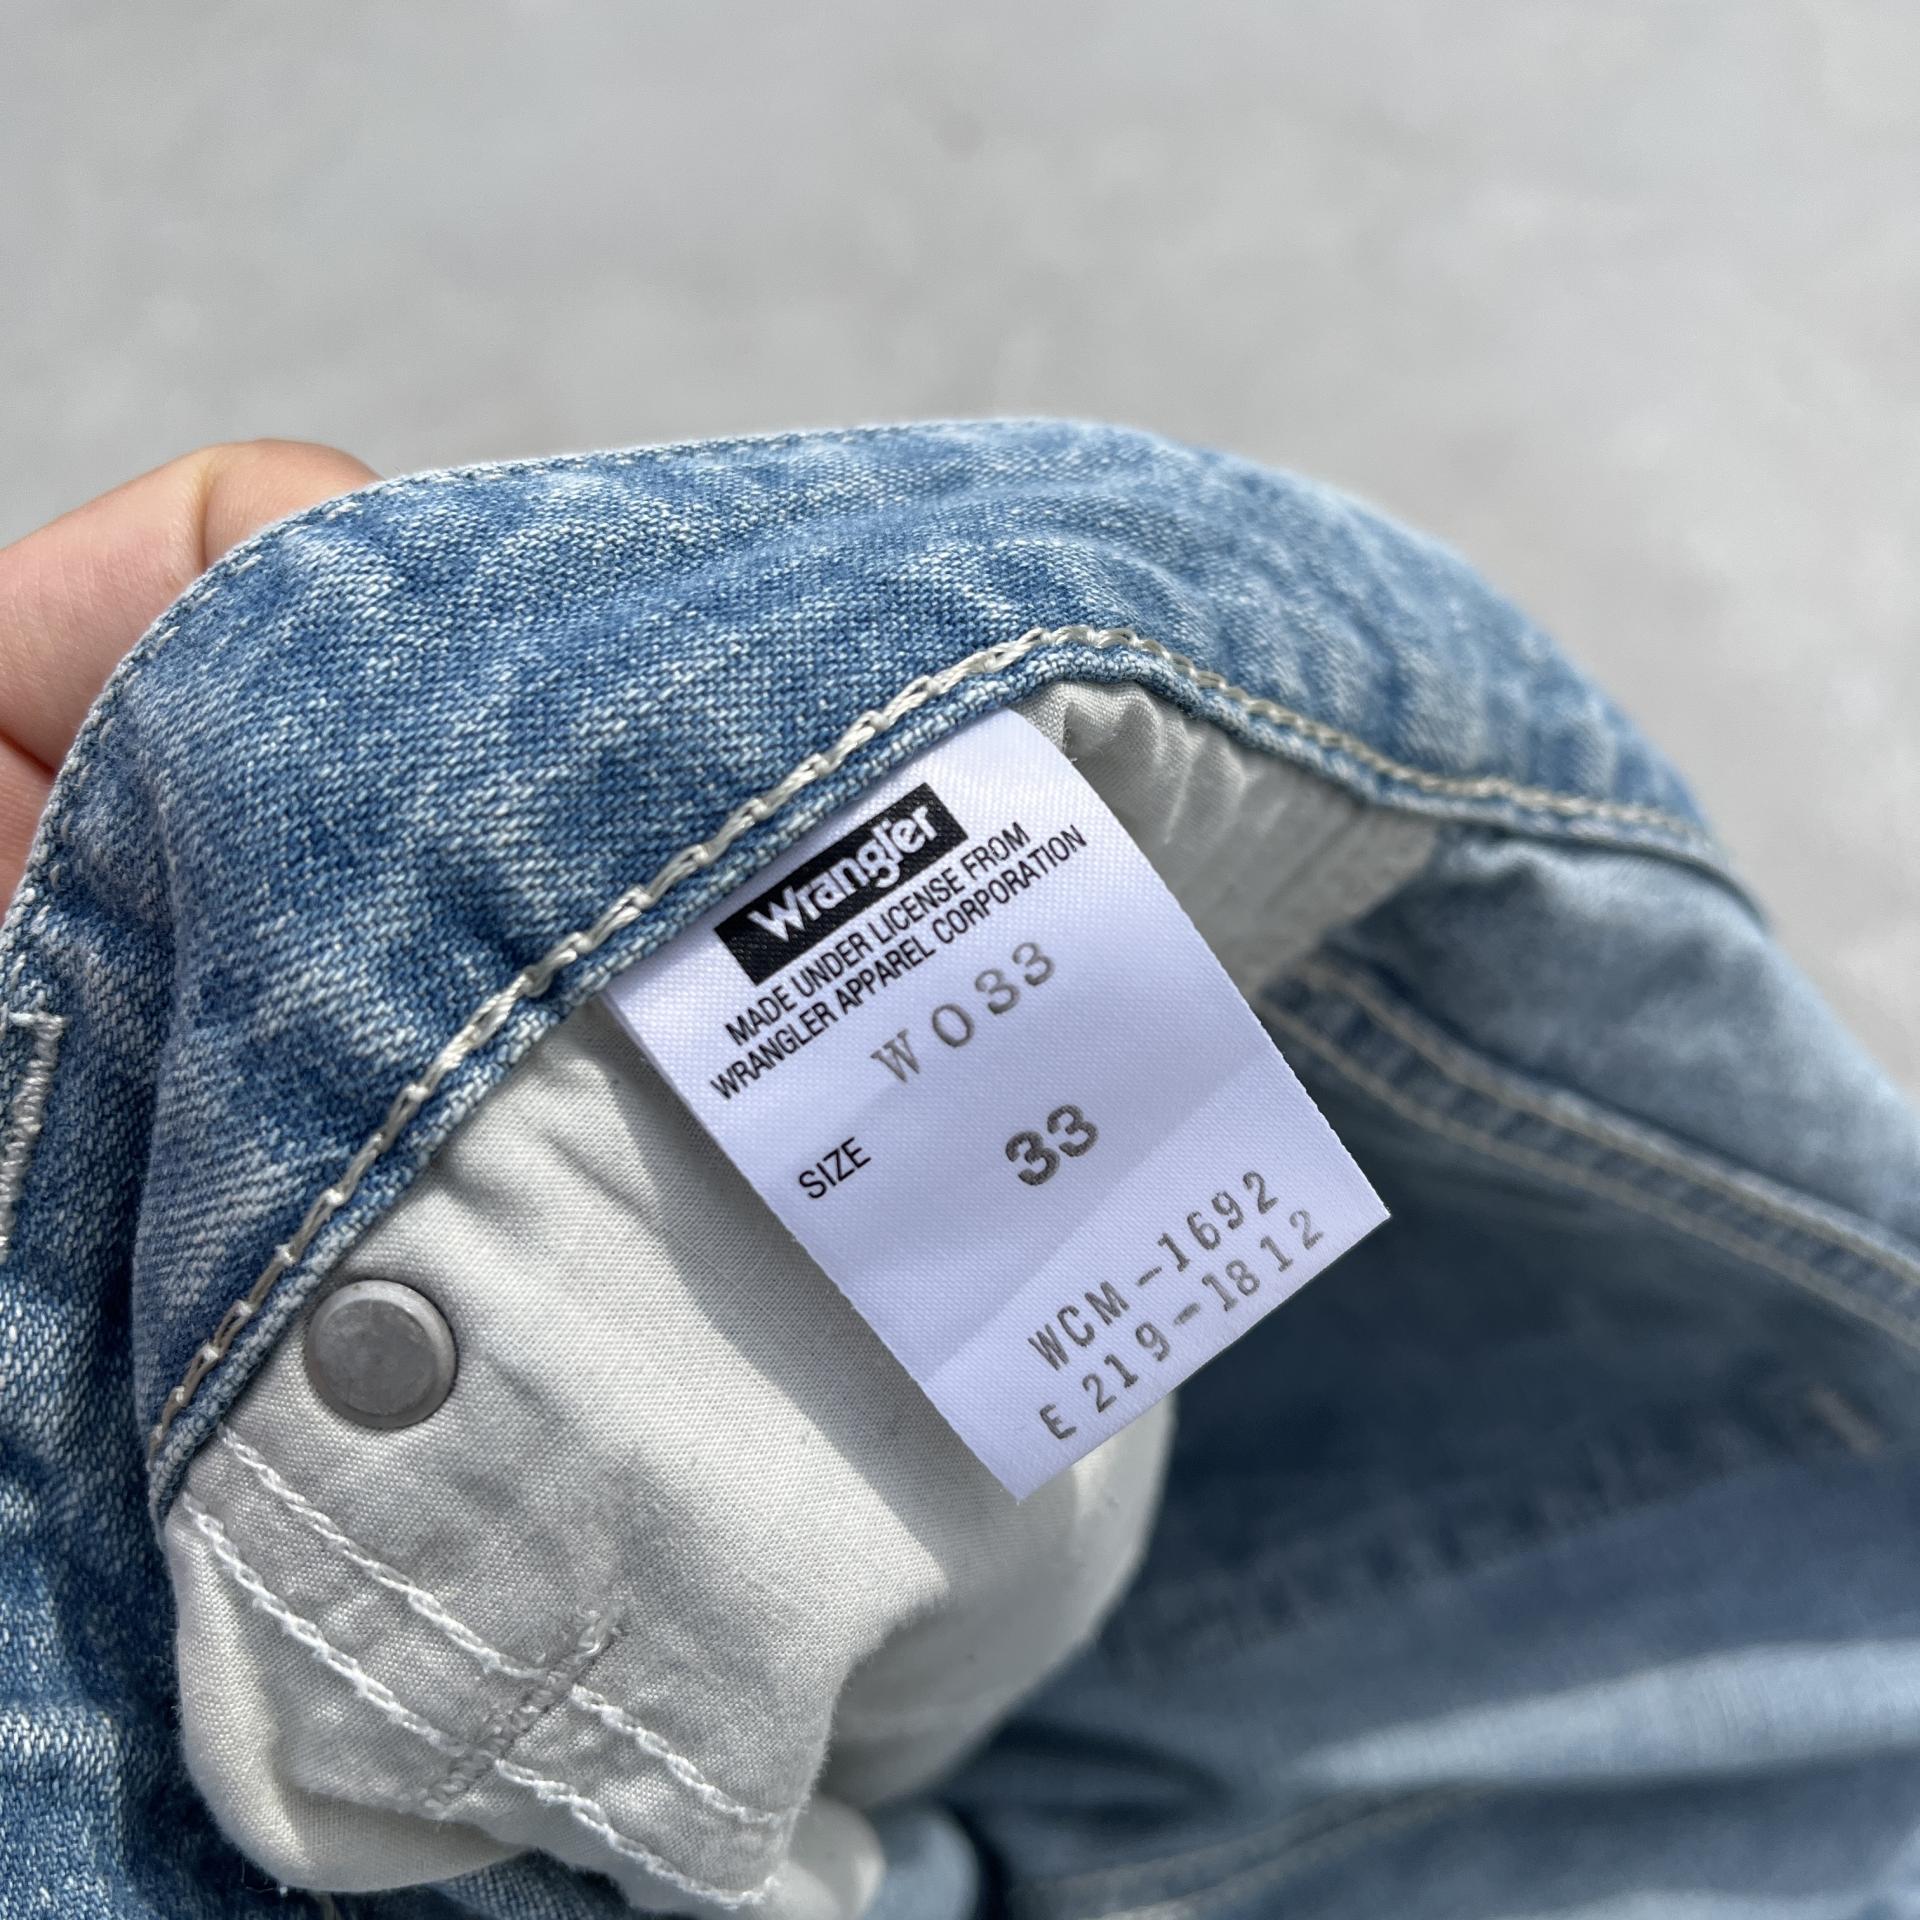 Wrangler
MADE UNDER LICENSE FROM
WRANGLER APPAREL CORPORATION
W033
SIZE 33
WCM-1692
E219-1812